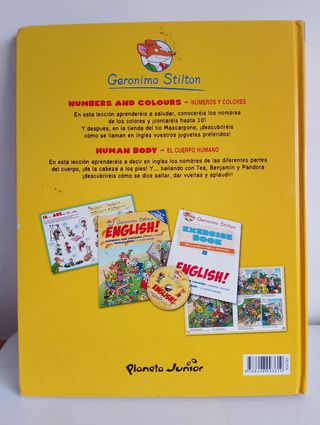 Geronimo Stilton
NUMBERS AND COLOURS – NÚMEROS Y COLORES
En esta lección aprenderéis a saludar, conoceréis los nombres
de los colores y ¡contaréis hasta 10!
Y después, en la tienda del tío Mascarpone, ¡descubriréis
cómo se llaman en inglés vuestros juguetes preferidos!
HUMAN BODY – EL CUERPO HUMANO
En esta lección aprenderéis a decir en inglés los nombres de las diferentes partes
del cuerpo, ¡de la cabeza a los pies! Y... bailando con Tea, Benjamin y Pandora
¡descubriréis cómo se dice saltar, dar vueltas y aplaudir!
Geronimo Stilton
ENGLISH!
Geronimo Stilton
EXERCISE
BOOK
1
ENGLISH!
Planeta Junior